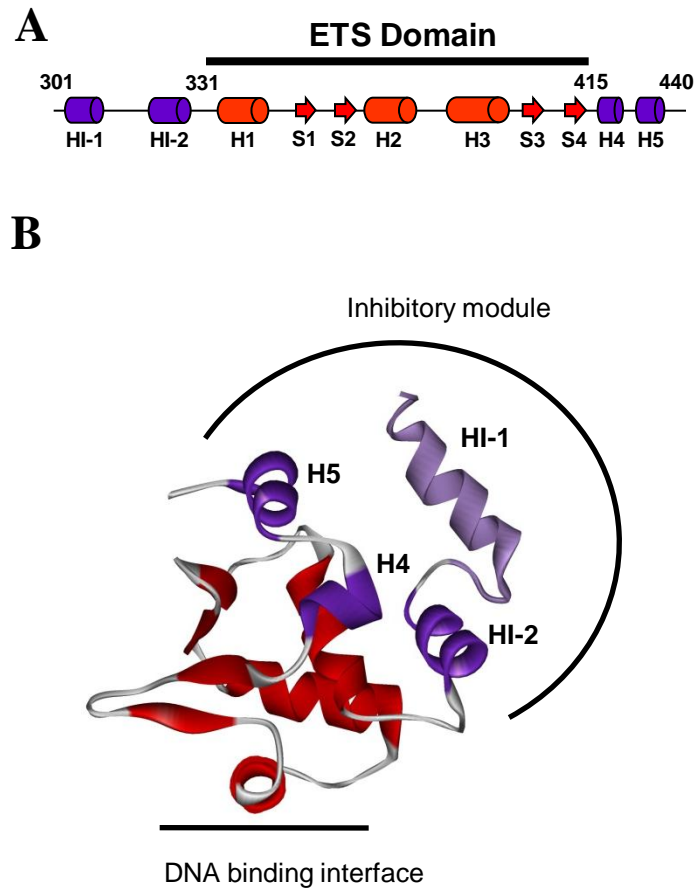 A
ETS Domain
301 331 415 440
HI-1 HI-2 H1 S1 S2 H2 H3 S3 S4 H4 H5
B
Inhibitory module
HI-1
H5
H4
HI-2
DNA binding interface